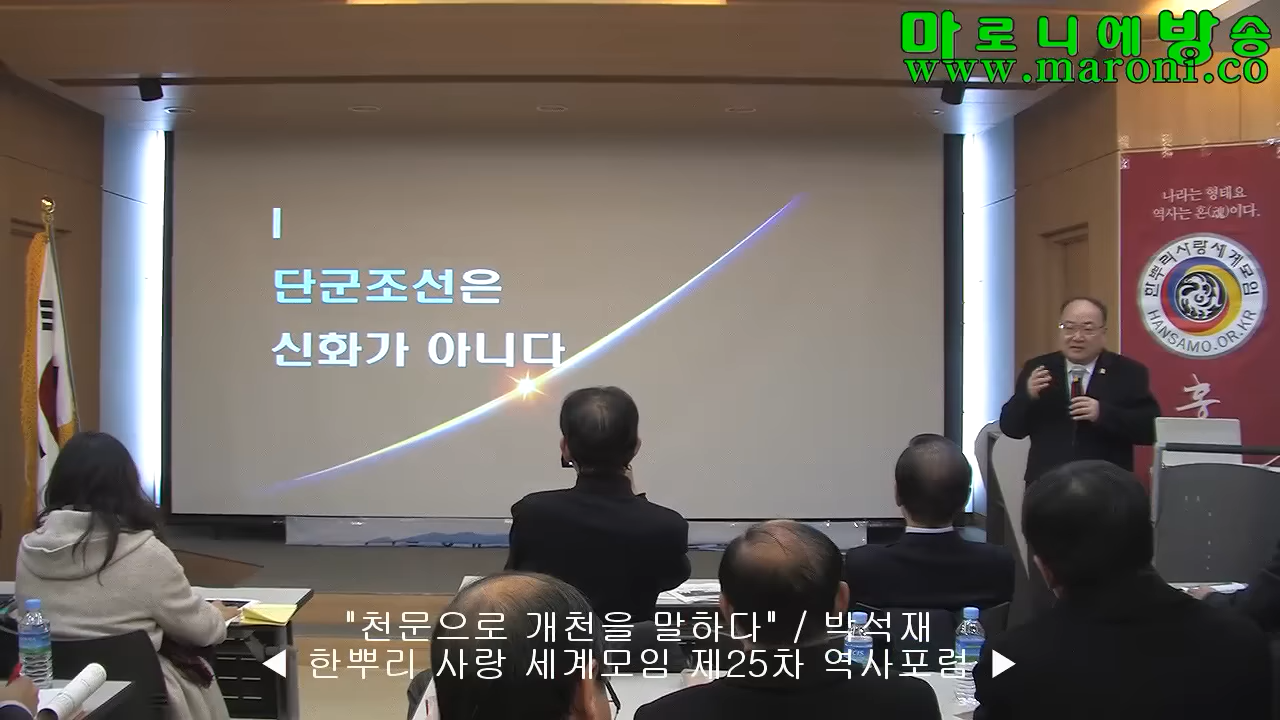 마로니에방송
www.maroni.co
I
단군조선은
신화가 아니다
나라는 형태요
역사는 혼(魂)이다.
한뿌리사랑세계모임
HANSAMO.OR.KR
홍
"천문으로 개천을 말하다" / 박석재
◀ 한뿌리 사랑 세계모임 제25차 역사포럼 ▶